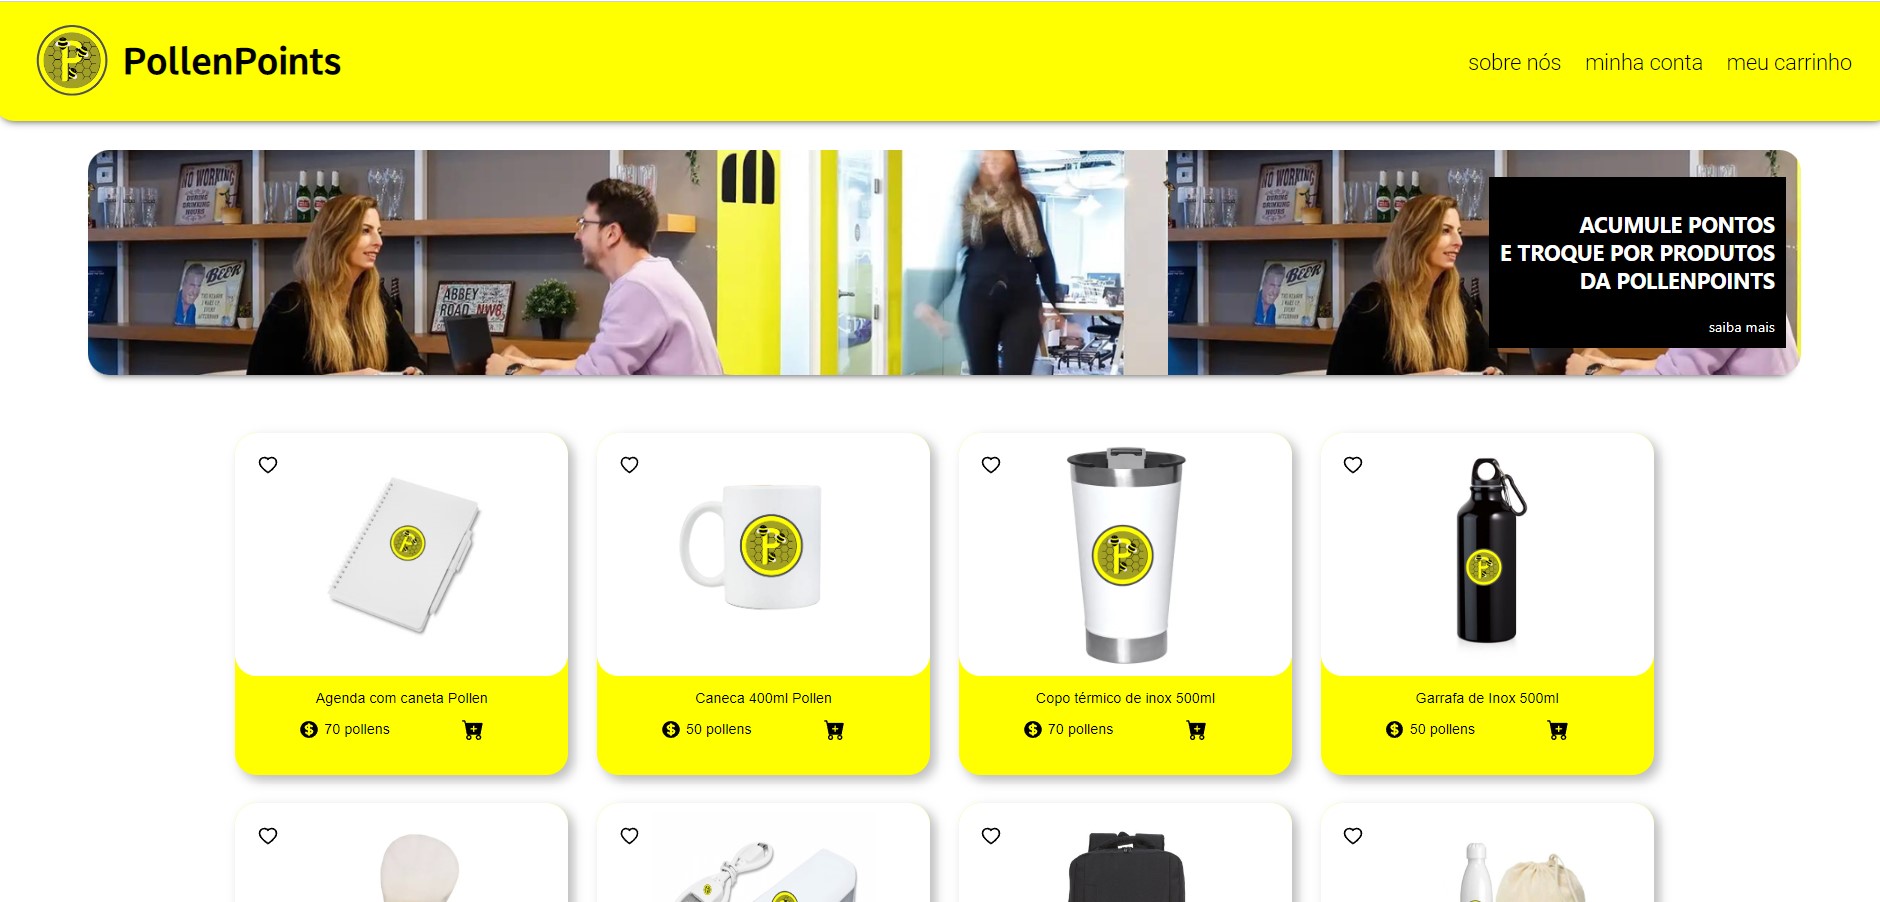 PollenPoints
sobre nós
minha conta
meu carrinho
NO WORKING
DURING
DRINKING
HOURS
BEER
ABBEY
ROAD NW8
NO WORKING
DURING
DRINKING
HOURS
BEER
ACUMULE PONTOS
E TROQUE POR PRODUTOS
DA POLLENPOINTS
saiba mais
Agenda com caneta Pollen
70 pollens
Caneca 400ml Pollen
50 pollens
Copo térmico de inox 500ml
70 pollens
Garrafa de Inox 500ml
50 pollens